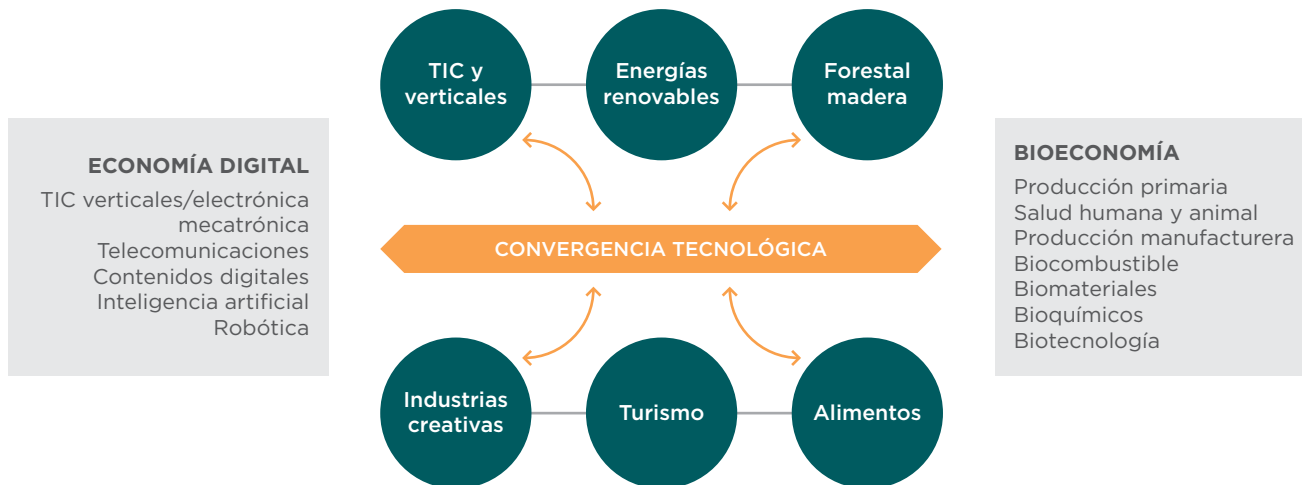 TIC y
verticales
Energías
renovables
Forestal
madera
ECONOMÍA DIGITAL
TIC verticales/electrónica
mecatrónica
Telecomunicaciones
Contenidos digitales
Inteligencia artificial
Robótica
CONVERGENCIA TECNOLÓGICA
BIOECONOMÍA
Producción primaria
Salud humana y animal
Producción manufacturera
Biocombustible
Biomateriales
Bioquímicos
Biotecnología
Industrias
creativas
Turismo
Alimentos